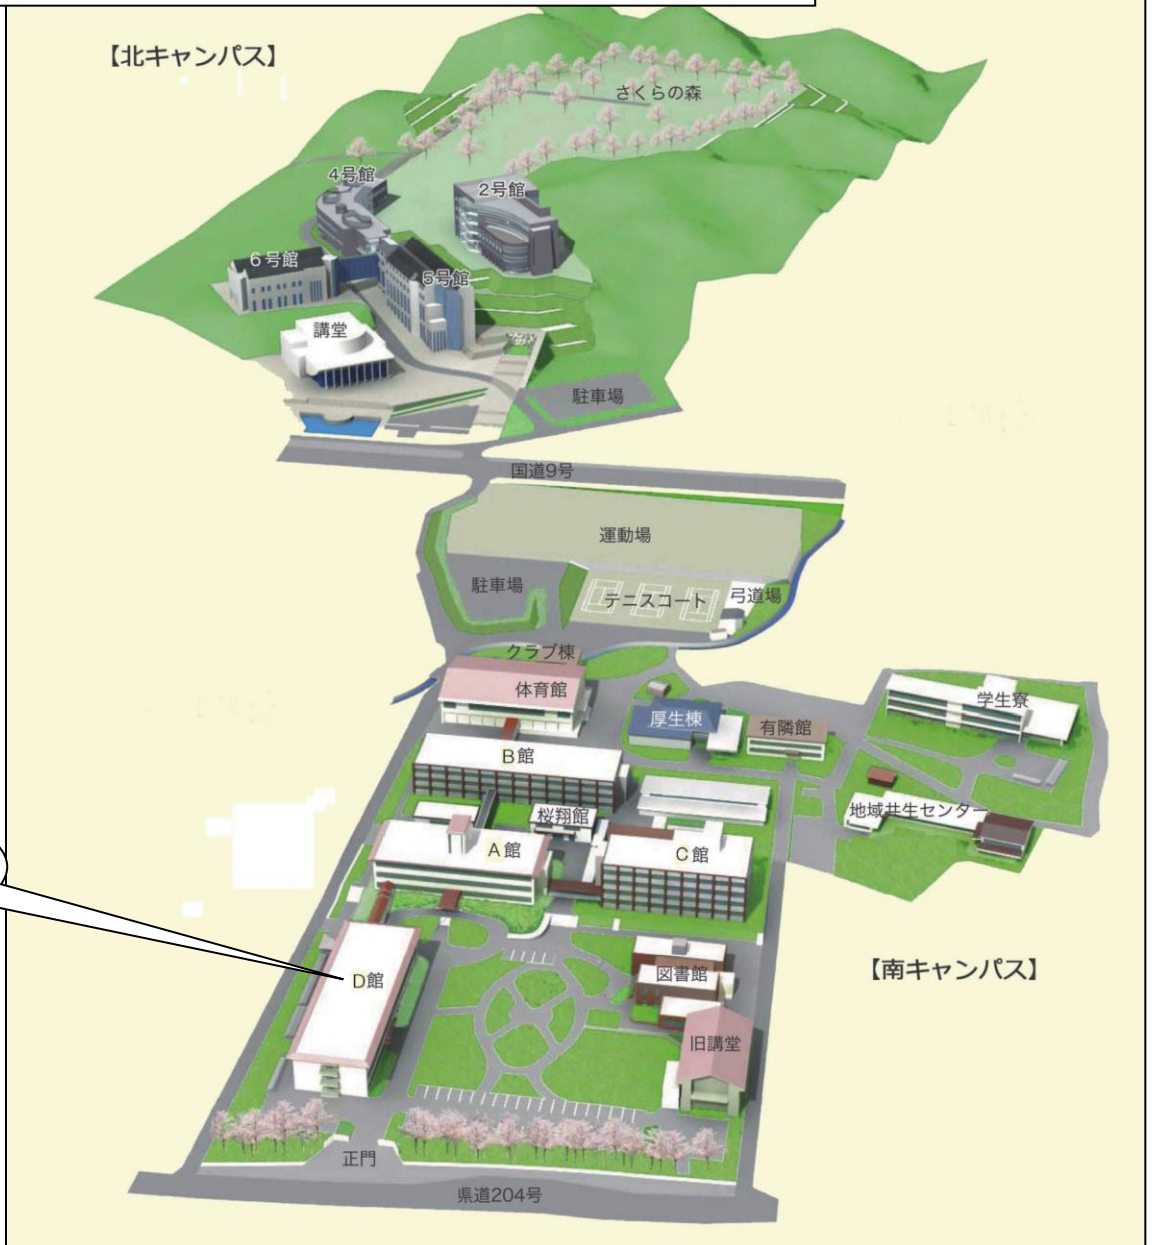 【北キャンパス】
さくらの森
4号館
2号館
6号館
5号館
講堂
駐車場
国道9号
運動場
駐車場
テニスコート
弓道場
クラブ棟
体育館
学生寮
厚生棟
有隣館
B館
桜翔館
地域共生センター
A館
C館
【南キャンパス】
図書館
D館
旧講堂
正門
県道204号